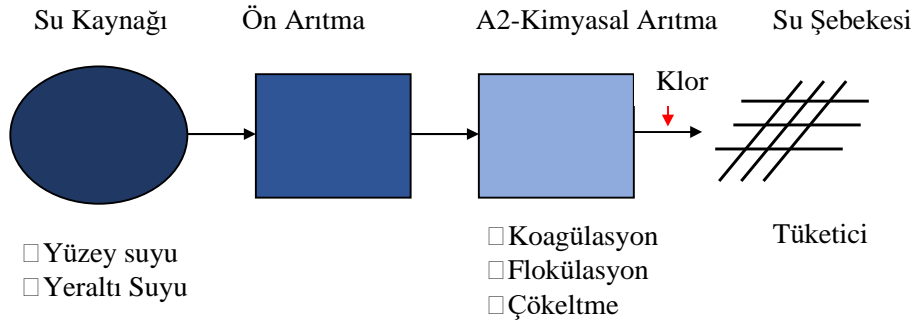 Su Kaynağı
Ön Arıtma
A2-Kimyasal Arıtma
Su Şebekesi
Klor
□Yüzey suyu
□Yeraltı Suyu
□Koagülasyon
□Flokülasyon
□Çökeltme
Tüketici